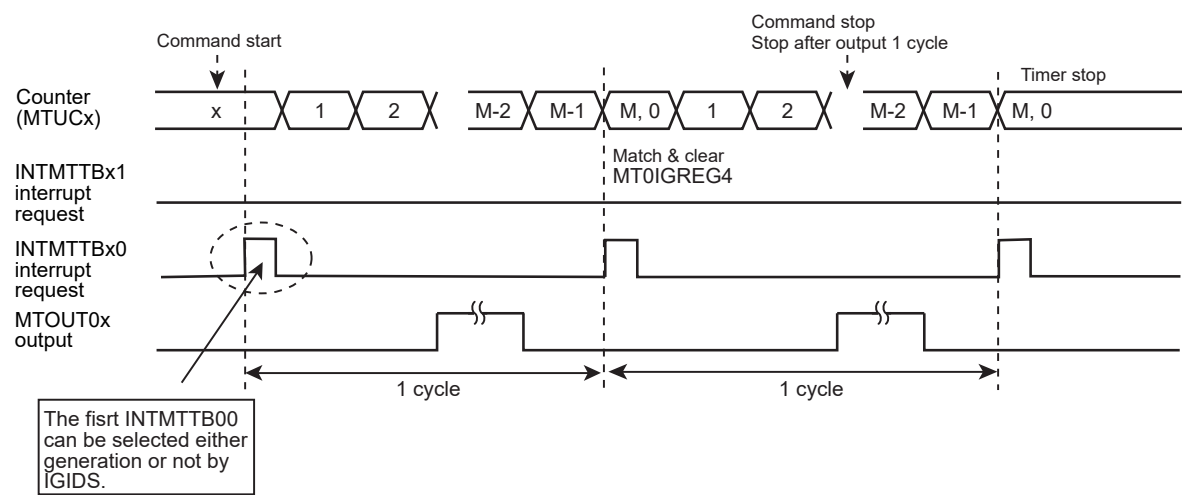 Command start
Command stop
Stop after output 1 cycle
Timer stop
Counter
(MTUCx)
x 1 2 M-2 M-1 M, 0 1 2 M-2 M-1 M, 0
Match & clear
MT0IGREG4
INTMTTBx1
interrupt
request
INTMTTBx0
interrupt
request
MTOUT0x
output
1 cycle 1 cycle
The fisrt INTMTTB00
can be selected either
generation or not by
IGIDS.